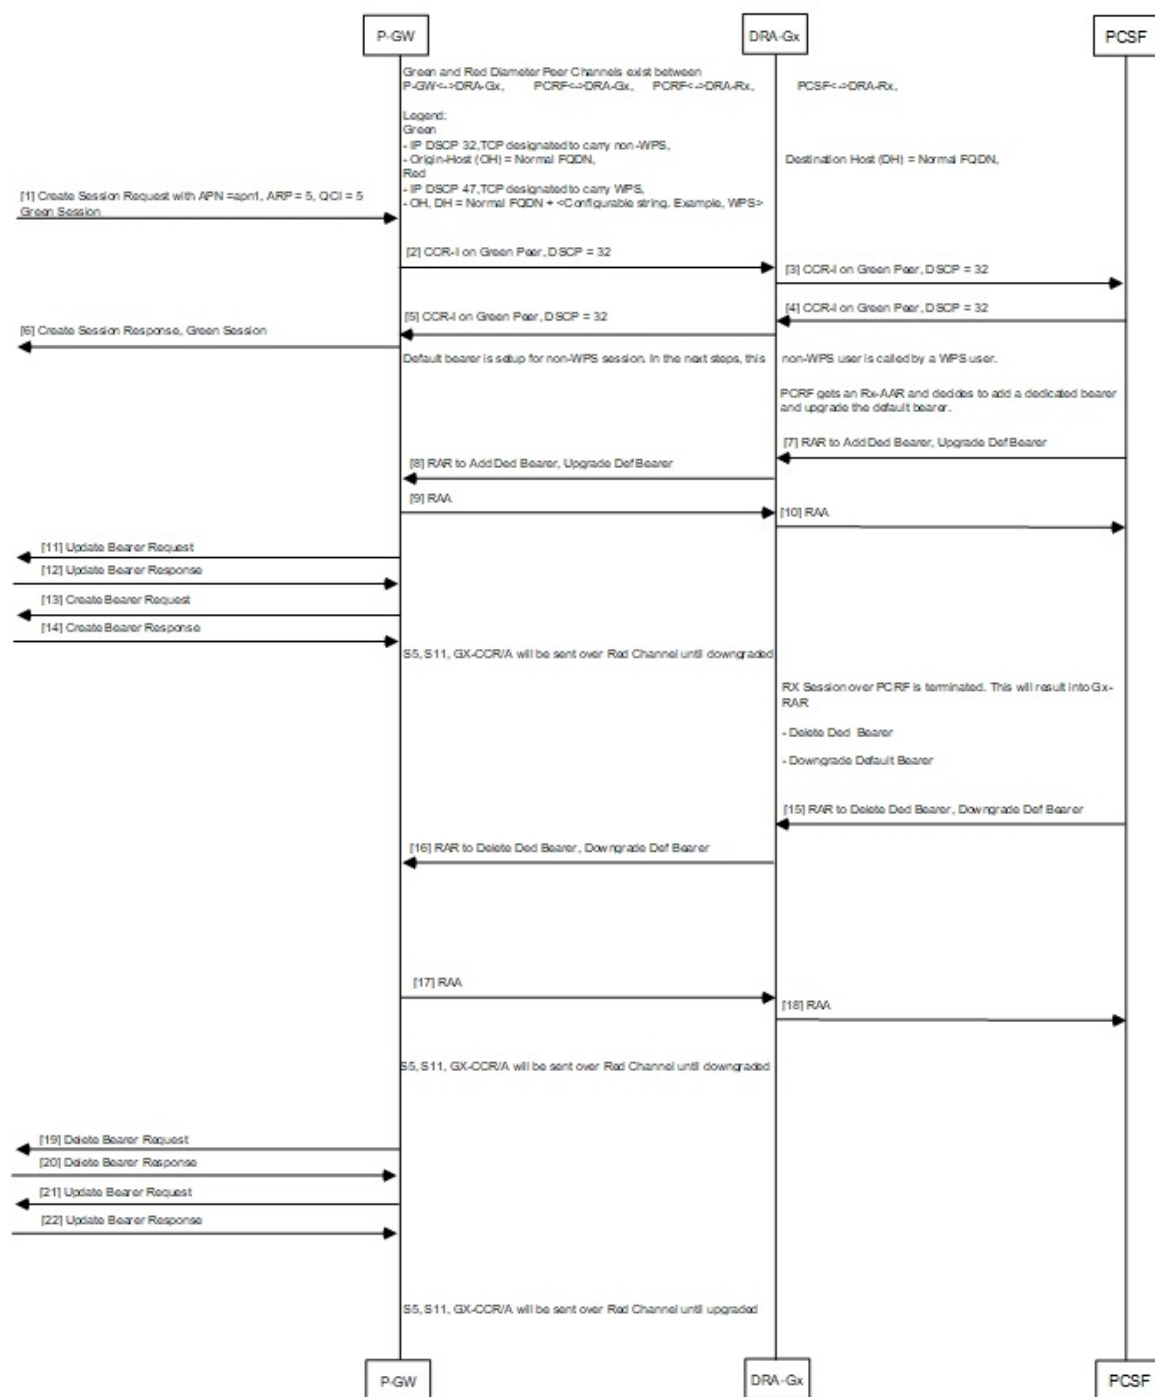 P-GW
DRA-Gx
PCSF
Green and Red Diameter Peer Channels exist between
P-GW<->DRA-Gx, PCRF<->DRA-Gx, PCRF<->DRA-Rx, PCSF<->DRA-Rx,
Legend:
Green
- IP DSCP 32,TCP designated to carry non-WPS,
- Origin-Host (OH) = Normal FQDN, Destination Host (DH) = Normal FQDN,
Red
- IP DSCP 47,TCP designated to carry WPS,
- OH, DH = Normal FQDN + <Configurable string. Example, WPS>
[1] Create Session Request with APN =apn1, ARP = 5, QCI = 5
Green Session
[2] CCR-I on Green Peer, DSCP = 32
[3] CCR-I on Green Peer, DSCP = 32
[4] CCR-I on Green Peer, DSCP = 32
[5] CCR-I on Green Peer, DSCP = 32
[6] Create Session Response, Green Session
Default bearer is setup for non-WPS session. In the next steps, this non-WPS user is called by a WPS user.
PCRF gets an Rx-AAR and decides to add a dedicated bearer
and upgrade the default bearer.
[7] RAR to Add Ded Bearer, Upgrade Def Bearer
[8] RAR to Add Ded Bearer, Upgrade Def Bearer
[9] RAA
[10] RAA
[11] Update Bearer Request
[12] Update Bearer Response
[13] Create Bearer Request
[14] Create Bearer Response
S5, S11, GX-CCR/A will be sent over Red Channel until downgraded
RX Session over PCRF is terminated. This will result into Gx-
RAR
- Delete Ded Bearer
- Downgrade Default Bearer
[15] RAR to Delete Ded Bearer, Downgrade Def Bearer
[16] RAR to Delete Ded Bearer, Downgrade Def Bearer
[17] RAA
[18] RAA
S5, S11, GX-CCR/A will be sent over Red Channel until downgraded
[19] Delete Bearer Request
[20] Delete Bearer Response
[21] Update Bearer Request
[22] Update Bearer Response
S5, S11, GX-CCR/A will be sent over Red Channel until upgraded
P-GW
DRA-Gx
PCSF